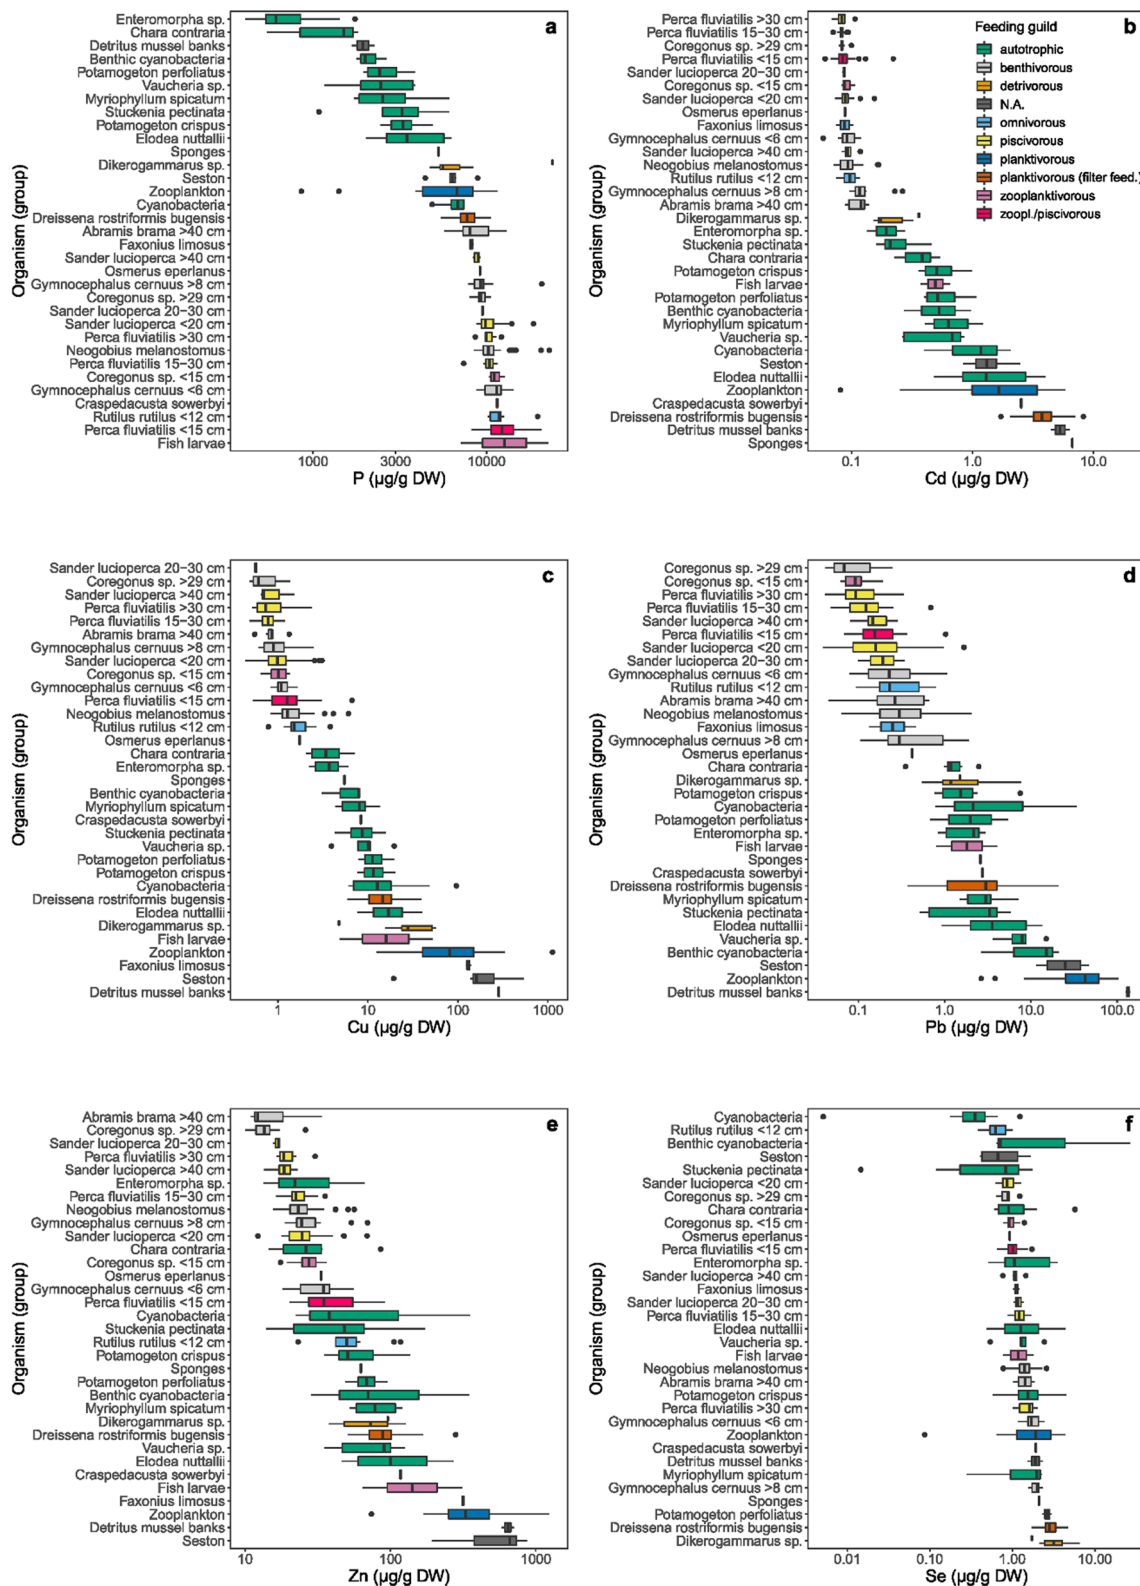 a
Organism (group)
Enteromorpha sp.
Chara contraria
Detritus mussel banks
Benthic cyanobacteria
Potamogeton perfoliatus
Vaucheria sp.
Myriophyllum spicatum
Stuckenia pectinata
Potamogeton crispus
Elodea nuttallii
Sponges
Dikerogammarus sp.
Seston
Zooplankton
Cyanobacteria
Dreissena rostriformis bugensis
Abramis brama >40 cm
Faxonius limosus
Sander lucioperca >40 cm
Osmerus eperlanus
Gymnocephalus cernuus >8 cm
Coregonus sp. >29 cm
Sander lucioperca 20-30 cm
Sander lucioperca <20 cm
Perca fluviatilis >30 cm
Neogobius melanostomus
Perca fluviatilis 15-30 cm
Coregonus sp. <15 cm
Gymnocephalus cernuus <6 cm
Craspedacusta sowerbyi
Rutilus rutilus <12 cm
Perca fluviatilis <15 cm
Fish larvae
1000 3000 10000
P (µg/g DW)
b
Organism (group)
Perca fluviatilis >30 cm
Perca fluviatilis 15-30 cm
Coregonus sp. >29 cm
Perca fluviatilis <15 cm
Sander lucioperca 20-30 cm
Coregonus sp. <15 cm
Sander lucioperca <20 cm
Osmerus eperlanus
Faxonius limosus
Gymnocephalus cernuus <6 cm
Sander lucioperca >40 cm
Neogobius melanostomus
Rutilus rutilus <12 cm
Gymnocephalus cernuus >8 cm
Abramis brama >40 cm
Dikerogammarus sp.
Enteromorpha sp.
Stuckenia pectinata
Chara contraria
Potamogeton crispus
Fish larvae
Potamogeton perfoliatus
Benthic cyanobacteria
Myriophyllum spicatum
Vaucheria sp.
Cyanobacteria
Seston
Elodea nuttallii
Zooplankton
Craspedacusta sowerbyi
Dreissena rostriformis bugensis
Detritus mussel banks
Sponges
0.1 1.0 10.0
Cd (µg/g DW)
Feeding guild
autotrophic
benthivorous
detrivorous
N.A.
omnivorous
piscivorous
planktivorous
planktivorous (filter feed.)
zooplanktivorous
zoopl./piscivorous
c
Organism (group)
Sander lucioperca 20-30 cm
Coregonus sp. >29 cm
Sander lucioperca >40 cm
Perca fluviatilis >30 cm
Perca fluviatilis 15-30 cm
Abramis brama >40 cm
Gymnocephalus cernuus >8 cm
Sander lucioperca <20 cm
Coregonus sp. <15 cm
Gymnocephalus cernuus <6 cm
Perca fluviatilis <15 cm
Neogobius melanostomus
Rutilus rutilus <12 cm
Osmerus eperlanus
Chara contraria
Enteromorpha sp.
Sponges
Benthic cyanobacteria
Myriophyllum spicatum
Craspedacusta sowerbyi
Stuckenia pectinata
Vaucheria sp.
Potamogeton perfoliatus
Potamogeton crispus
Cyanobacteria
Dreissena rostriformis bugensis
Elodea nuttallii
Dikerogammarus sp.
Fish larvae
Zooplankton
Faxonius limosus
Seston
Detritus mussel banks
1 10 100 1000
Cu (µg/g DW)
d
Organism (group)
Coregonus sp. >29 cm
Coregonus sp. <15 cm
Perca fluviatilis >30 cm
Perca fluviatilis 15-30 cm
Sander lucioperca >40 cm
Perca fluviatilis <15 cm
Sander lucioperca <20 cm
Sander lucioperca 20-30 cm
Gymnocephalus cernuus <6 cm
Rutilus rutilus <12 cm
Abramis brama >40 cm
Neogobius melanostomus
Faxonius limosus
Gymnocephalus cernuus >8 cm
Osmerus eperlanus
Chara contraria
Dikerogammarus sp.
Potamogeton crispus
Cyanobacteria
Potamogeton perfoliatus
Enteromorpha sp.
Fish larvae
Sponges
Craspedacusta sowerbyi
Dreissena rostriformis bugensis
Myriophyllum spicatum
Stuckenia pectinata
Elodea nuttallii
Vaucheria sp.
Benthic cyanobacteria
Seston
Zooplankton
Detritus mussel banks
0.1 1.0 10.0 100.0
Pb (µg/g DW)
e
Organism (group)
Abramis brama >40 cm
Coregonus sp. >29 cm
Sander lucioperca 20-30 cm
Perca fluviatilis >30 cm
Sander lucioperca >40 cm
Enteromorpha sp.
Perca fluviatilis 15-30 cm
Neogobius melanostomus
Gymnocephalus cernuus >8 cm
Sander lucioperca <20 cm
Chara contraria
Coregonus sp. <15 cm
Osmerus eperlanus
Gymnocephalus cernuus <6 cm
Perca fluviatilis <15 cm
Cyanobacteria
Stuckenia pectinata
Rutilus rutilus <12 cm
Potamogeton crispus
Sponges
Potamogeton perfoliatus
Benthic cyanobacteria
Myriophyllum spicatum
Dikerogammarus sp.
Dreissena rostriformis bugensis
Vaucheria sp.
Elodea nuttallii
Craspedacusta sowerbyi
Fish larvae
Faxonius limosus
Zooplankton
Detritus mussel banks
Seston
10 100 1000
Zn (µg/g DW)
f
Organism (group)
Cyanobacteria
Rutilus rutilus <12 cm
Benthic cyanobacteria
Seston
Stuckenia pectinata
Sander lucioperca <20 cm
Coregonus sp. >29 cm
Chara contraria
Coregonus sp. <15 cm
Osmerus eperlanus
Perca fluviatilis <15 cm
Enteromorpha sp.
Sander lucioperca >40 cm
Faxonius limosus
Sander lucioperca 20-30 cm
Perca fluviatilis 15-30 cm
Elodea nuttallii
Vaucheria sp.
Fish larvae
Neogobius melanostomus
Abramis brama >40 cm
Potamogeton crispus
Perca fluviatilis >30 cm
Gymnocephalus cernuus <6 cm
Zooplankton
Craspedacusta sowerbyi
Detritus mussel banks
Myriophyllum spicatum
Gymnocephalus cernuus >8 cm
Sponges
Potamogeton perfoliatus
Dreissena rostriformis bugensis
Dikerogammarus sp.
0.01 0.10 1.00 10.00
Se (µg/g DW)